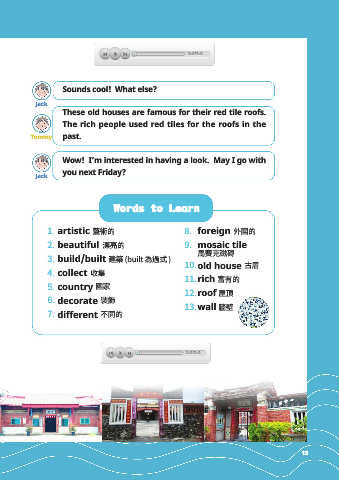 Sounds cool! What else?
Jack
These old houses are famous for their red tile roofs.
The rich people used red tiles for the roofs in the
past.
Tommy
Wow! I'm interested in having a look. May I go with
you next Friday?
Jack
Words to Learn
1. artistic 藝術的
2. beautiful 漂亮的
3. build/built 建築 (built 為過式)
4. collect 收集
5. country 國家
6. decorate 裝飾
7. different 不同的
8. foreign 外國的
9. mosaic tile
馬賽克磁磚
10. old house 古厝
11. rich 富有的
12. roof 屋頂
13. wall 牆壁